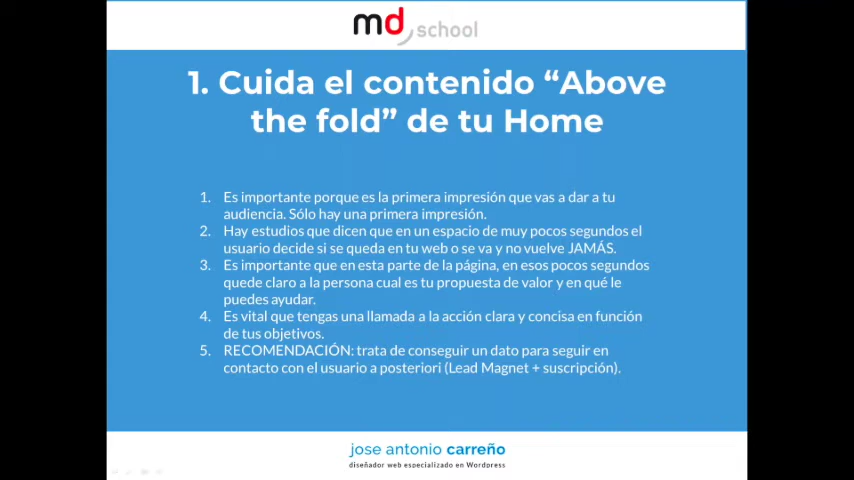 md school
1. Cuida el contenido “Above
the fold” de tu Home
1. Es importante porque es la primera impresión que vas a dar a tu
audiencia. Sólo hay una primera impresión.
2. Hay estudios que dicen que en un espacio de muy pocos segundos el
usuario decide si se queda en tu web o se va y no vuelve JAMÁS.
3. Es importante que en esta parte de la página, en esos pocos segundos
quede claro a la persona cual es tu propuesta de valor y en qué le
puedes ayudar.
4. Es vital que tengas una llamada a la acción clara y concisa en función
de tus objetivos.
5. RECOMENDACIÓN: trata de conseguir un dato para seguir en
contacto con el usuario a posteriori (Lead Magnet + suscripción).
jose antonio carreño
diseñador web especializado en Wordpress